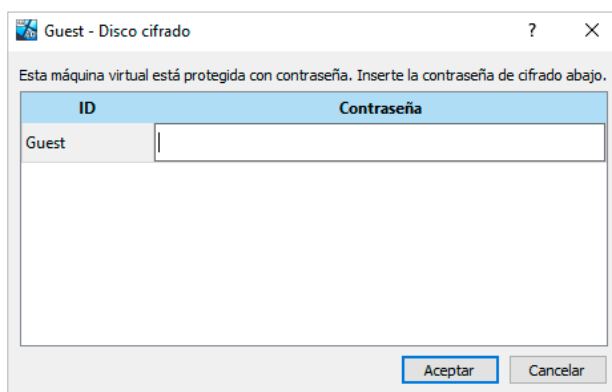 Guest - Disco cifrado
Esta máquina virtual está protegida con contraseña. Inserte la contraseña de cifrado abajo.
ID Contraseña
Guest
Aceptar Cancelar